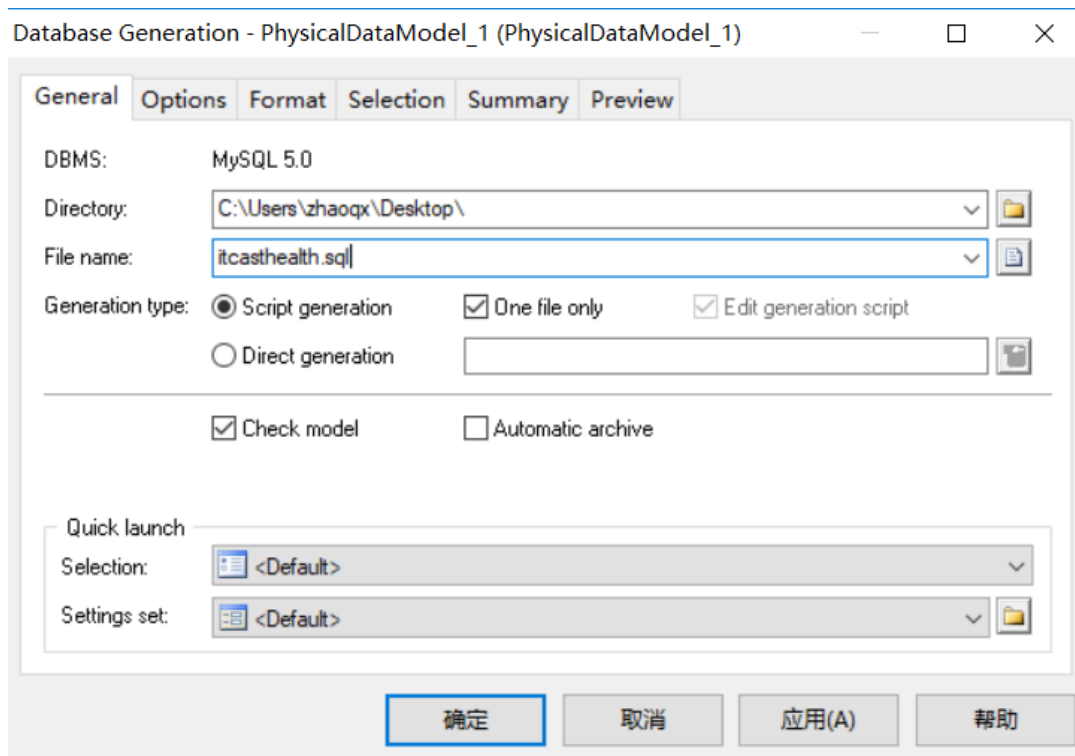 Database Generation - PhysicalDataModel_1 (PhysicalDataModel_1)
General Options Format Selection Summary Preview
DBMS: MySQL 5.0
Directory: C:\Users\zhaoqx\Desktop\
File name: itcasthealth.sql
Generation type: Script generation One file only Edit generation script
Direct generation
Check model Automatic archive
Quick launch
Selection: <Default>
Settings set: <Default>
确定 取消 应用(A) 帮助